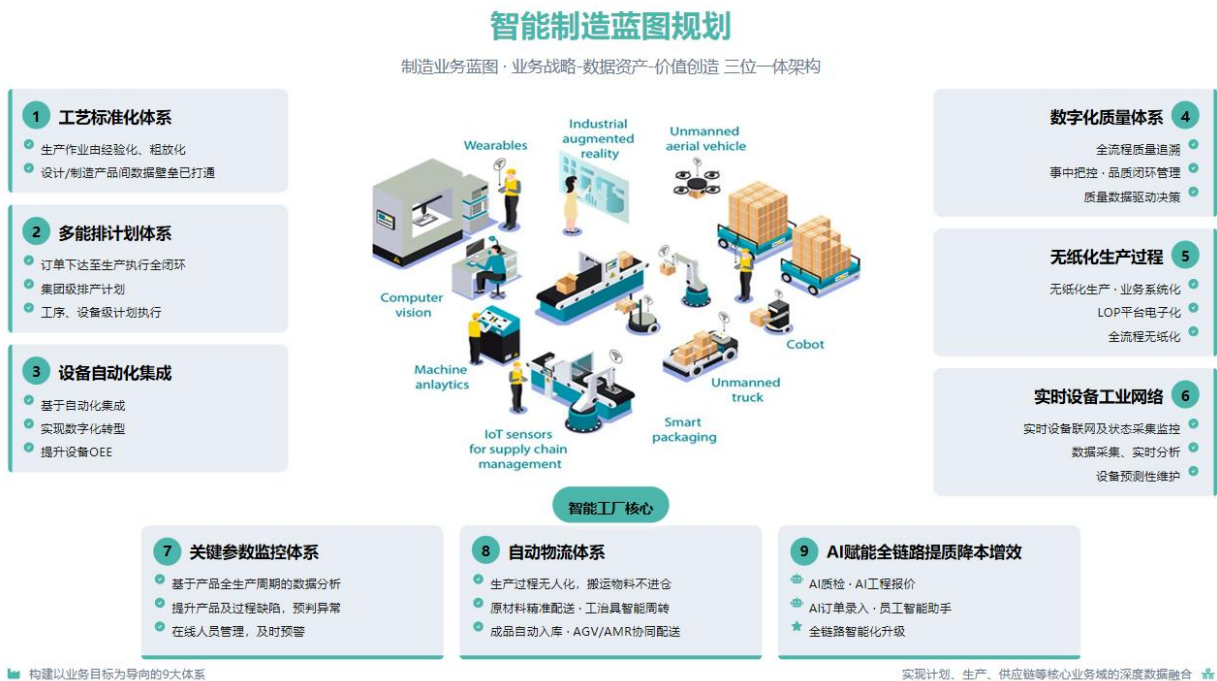 智能制造蓝图规划
制造业务蓝图 · 业务战略-数据资产-价值创造 三位一体架构
1 工艺标准化体系
生产作业由经验化、粗放化
设计/制造产品间数据壁垒已打通
2 多能排计划体系
订单下达至生产执行全闭环
集团级排产计划
工序、设备级计划执行
3 设备自动化集成
基于自动化集成
实现数字化转型
提升设备OEE
Wearables
Industrial
augmented
reality
Unmanned
aerial vehicle
Computer
vision
Cobot
Machine
anlaytics
Unmanned
truck
IoT sensors
for supply chain
management
Smart
packaging
数字化质量体系 4
全流程质量追溯
事中把控 · 品质闭环管理
质量数据驱动决策
无纸化生产过程 5
无纸化生产 · 业务系统化
LOP平台电子化
全流程无纸化
实时设备工业网络 6
实时设备联网及状态采集监控
数据采集、实时分析
设备预测性维护
智能工厂核心
7 关键参数监控体系
基于产品全生产周期的数据分析
提升产品及过程缺陷，预判异常
在线人员管理，及时预警
8 自动物流体系
生产过程无人化，搬运物料不进仓
原材料精准配送 · 工治具智能周转
成品自动入库 · AGV/AMR协同配送
9 AI赋能全链路提质降本增效
AI质检 · AI工程报价
AI订单录入 · 员工智能助手
全链路智能化升级
构建以业务目标为导向的9大体系
实现计划、生产、供应链等核心业务域的深度数据融合